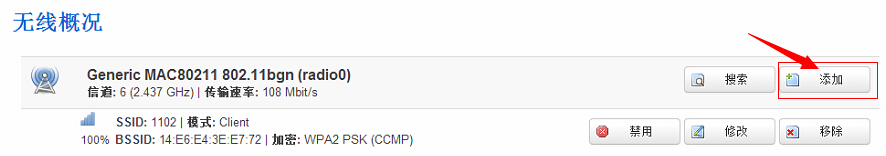 无线概况
Generic MAC80211 802.11bgn (radio0)
信道: 6 (2.437 GHz) | 传输速率: 108 Mbit/s
搜索 添加
SSID: 1102 | 模式: Client
100% BSSID: 14:E6:E4:3E:E7:72 | 加密: WPA2 PSK (CCMP)
禁用 修改 移除